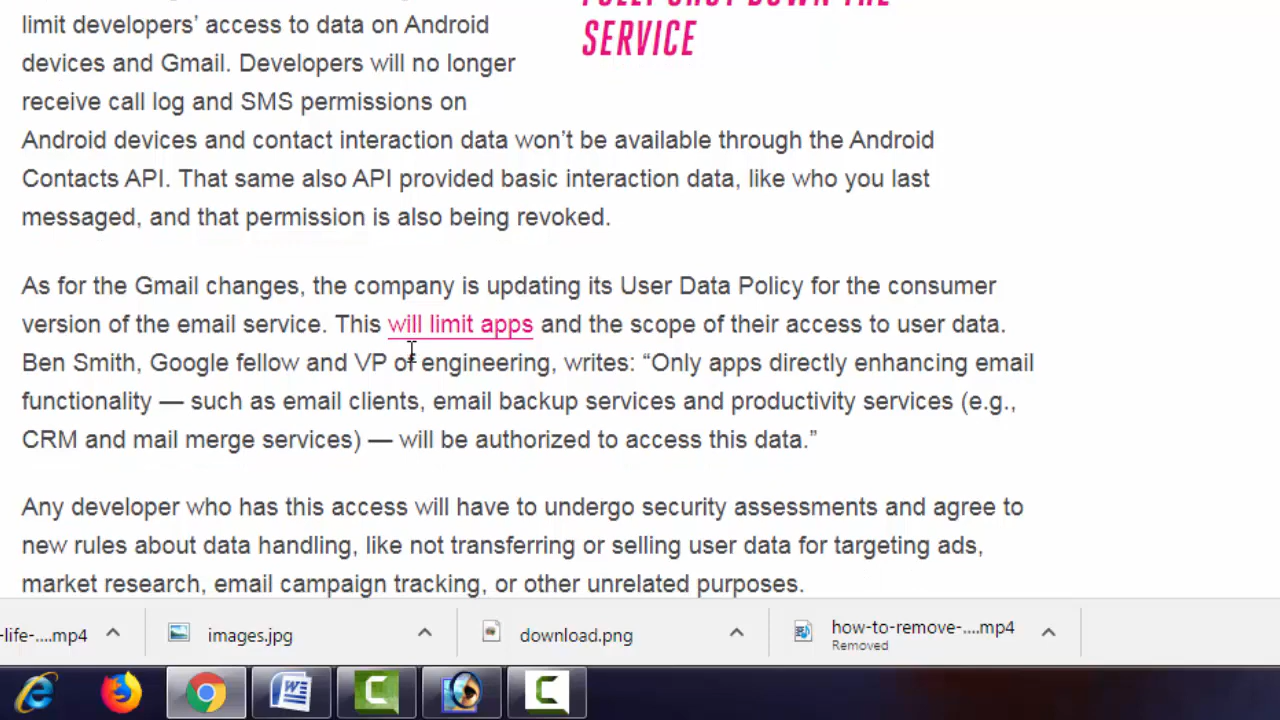 limit developers’ access to data on Android
devices and Gmail. Developers will no longer
receive call log and SMS permissions on
Android devices and contact interaction data won’t be available through the Android
Contacts API. That same also API provided basic interaction data, like who you last
messaged, and that permission is also being revoked.
FULLY SHUT DOWN THE
SERVICE
As for the Gmail changes, the company is updating its User Data Policy for the consumer
version of the email service. This will limit apps and the scope of their access to user data.
Ben Smith, Google fellow and VP of engineering, writes: “Only apps directly enhancing email
functionality — such as email clients, email backup services and productivity services (e.g.,
CRM and mail merge services) — will be authorized to access this data.”
Any developer who has this access will have to undergo security assessments and agree to
new rules about data handling, like not transferring or selling user data for targeting ads,
market research, email campaign tracking, or other unrelated purposes.
-life-....mp4
images.jpg
download.png
how-to-remove-....mp4
Removed